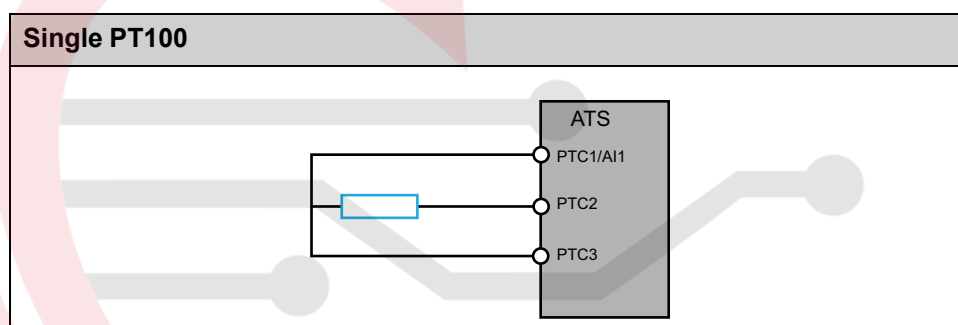 Single PT100
ATS
PTC1/AI1
PTC2
PTC3